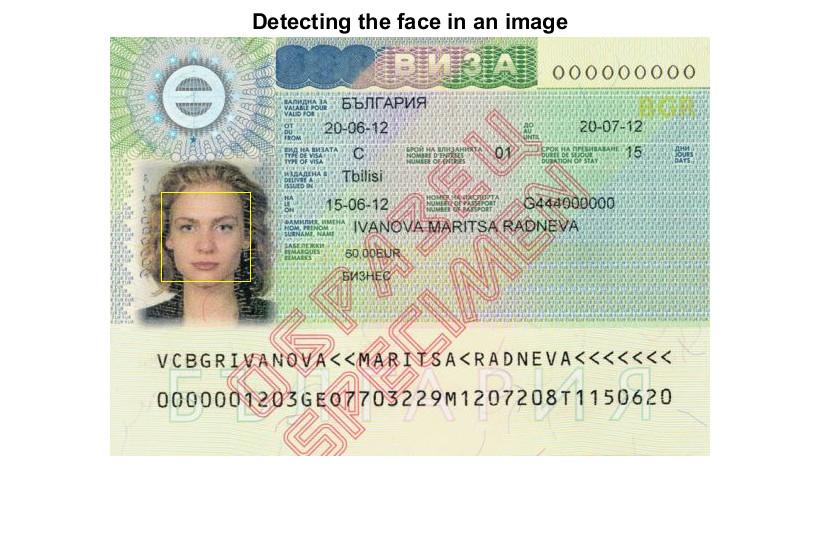 Detecting the face in an image
ВИЗА
000000000
BGR
ВАЛИДНА ЗА БЪЛГАРИЯ
VALABLE POUR
VALID FOR
ОТ 20-06-12 ДО 20-07-12
DU AU
FROM UNTIL
ВИД НА ВИЗАТА C БРОЙ НА ВЛИЗАНИЯТА 01 СРОК НА ПРЕБИВАВАНЕ 15 ДНИ
TYPE DE VISA NOMBRE D'ENTREES DUREE DE SEJOUR JOURS
TYPE OF VISA NUMBER OF ENTRIES DURATION OF STAY DAYS
ИЗДАДЕНА В Tbilisi
DELIVRE A
ISSUED IN
НА 15-06-12 НОМЕР НА ПАСПОРТА G444000000
LE NUMERO DE PASSEPORT
ON NUMBER OF PASSPORT
ФАМИЛИЯ, ИМЕНА IVANOVA MARITSA RADNEVA
NOM, PRENOM
SURNAME, NAME
ЗАБЕЛЕЖКИ 60.00EUR
REMARQUES
REMARKS
БИЗНЕС
ОБРАЗЕЦ
SPECIMEN
VCBGRIVANOVA<<MARITSA<RADNEVA<<<<<<<
БЪЛГАРИЯ
0000001203GEO7703229M1207208T1150620